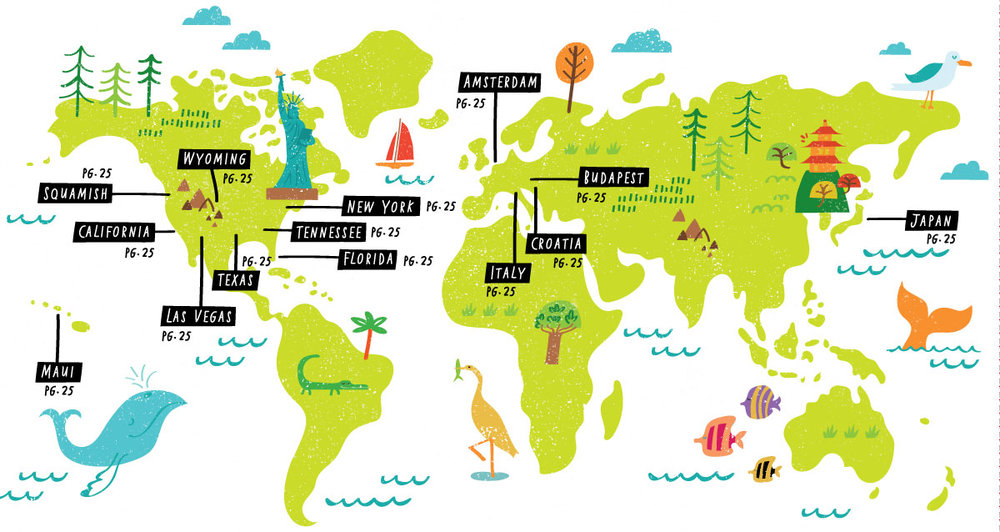 AMSTERDAM
PG. 25
WYOMING
PG. 25
PG. 25
SQUAMISH
BUDAPEST
PG. 25
NEW YORK PG. 25
CALIFORNIA
PG. 25
TENNESSEE PG. 25
JAPAN
PG. 25
CROATIA
PG. 25
FLORIDA PG. 25
PG. 25
TEXAS
ITALY
PG. 25
LAS VEGAS
PG. 25
MAUI
PG. 25